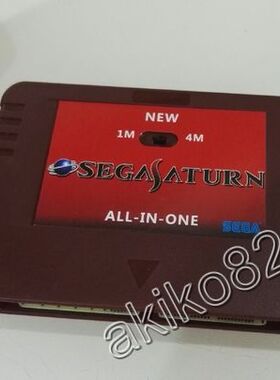 NEW
1M 4M
SEGA SATURN
ALL-IN-ONE
SEGA
akiko82